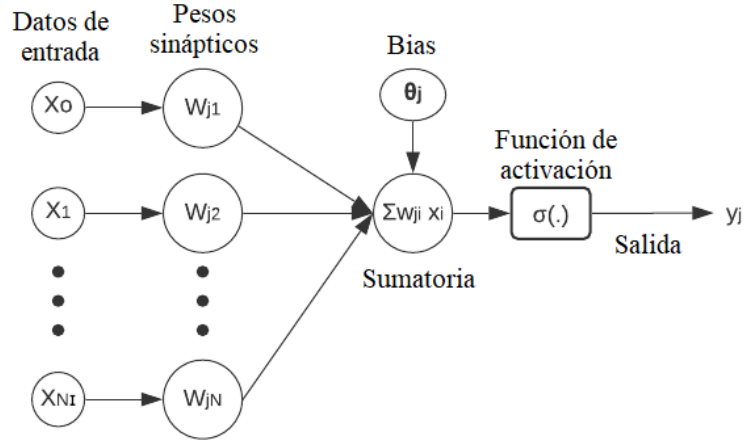 Datos de
entrada
Pesos
sinápticos
Bias
Xo
Wj1
θj
Función de
activación
X1
Wj2
Σwji xi
σ(.)
yj
Salida
Sumatoria
XNI
WjN